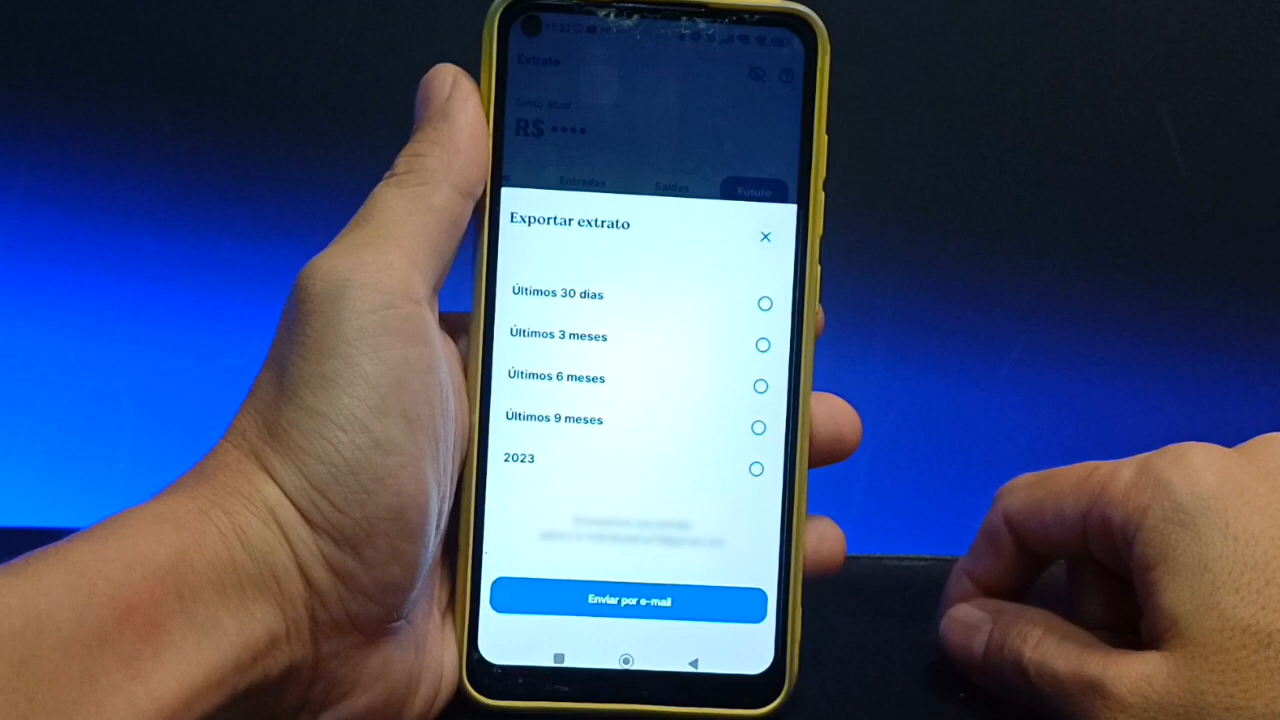 Extrato
Saldo atual
R$ ••••
Entradas
Saídas
Futuro
Exportar extrato
Últimos 30 dias
Últimos 3 meses
Últimos 6 meses
Últimos 9 meses
2023
Enviar por e-mail